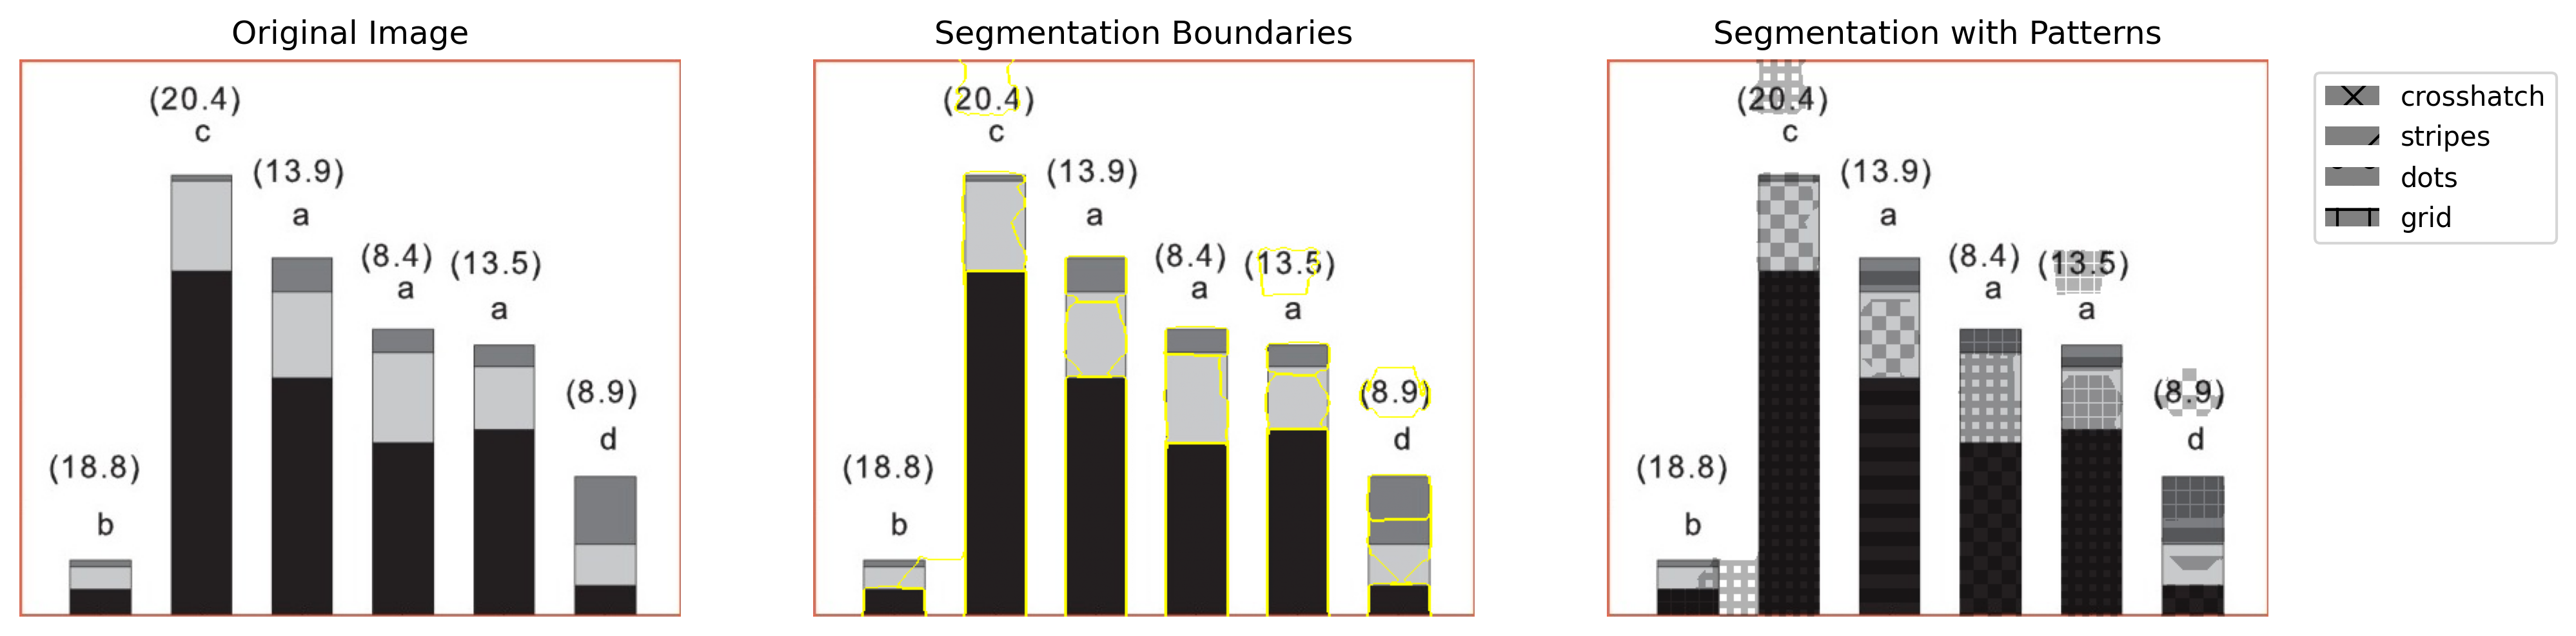 Original Image
(20.4)
c
(13.9)
a
(8.4)
a
(13.5)
a
(8.9)
d
(18.8)
b
Segmentation Boundaries
(20.4)
c
(13.9)
a
(8.4)
a
(13.5)
a
(8.9)
d
(18.8)
b
Segmentation with Patterns
(20.4)
c
(13.9)
a
(8.4)
a
(13.5)
a
(8.9)
d
(18.8)
b
crosshatch
stripes
dots
grid